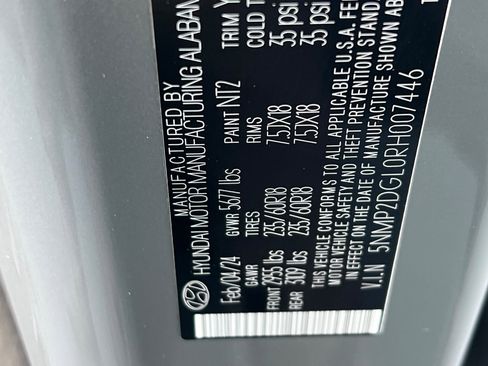 MANUFACTURED BY
HYUNDAI MOTOR MANUFACTURING ALABAM
Feb/04/24 GVWR 5677 lbs PAINT NT2 TRIM
GAWR TIRES RIMS COLD
FRONT 2955 lbs 235/60R18 7.5JX18 35 psi
REAR 3109 lbs 235/60R18 7.5JX18 35 psi
THIS VEHICLE CONFORMS TO ALL APPLICABLE U.S.A. FE
MOTOR VEHICLE SAFETY AND THEFT PREVENTION STAND
IN EFFECT ON THE DATE OF MANUFACTURE SHOWN AB
V.I.N 5NMP2DGL0RH007446